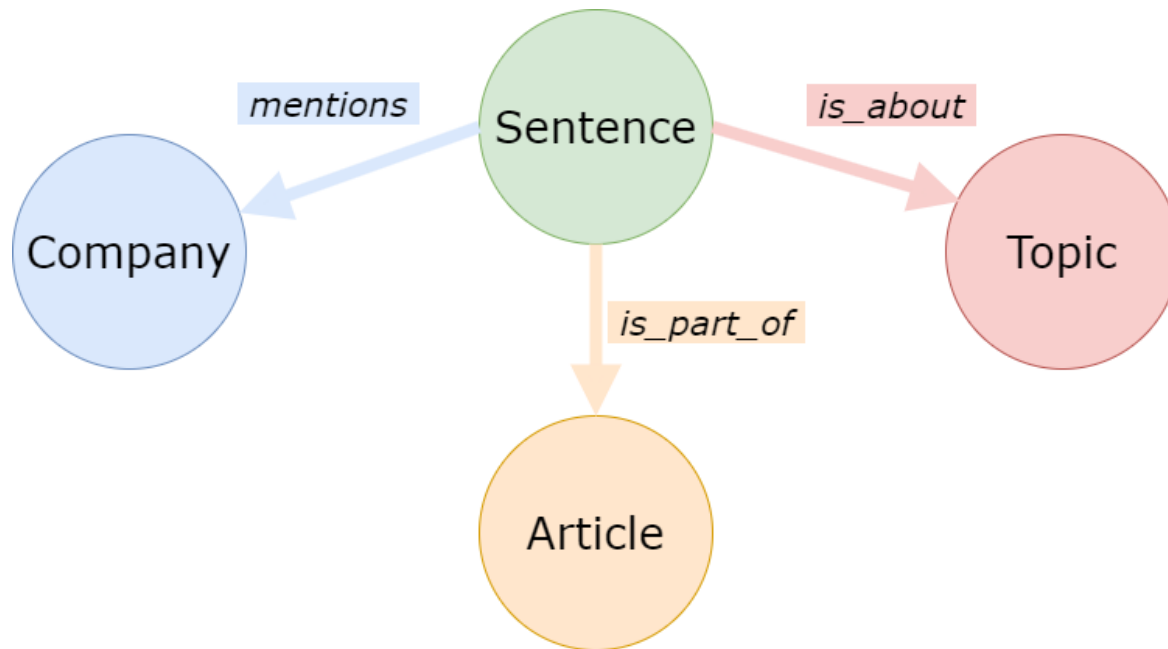 Sentence
mentions
is_about
Company
Topic
is_part_of
Article